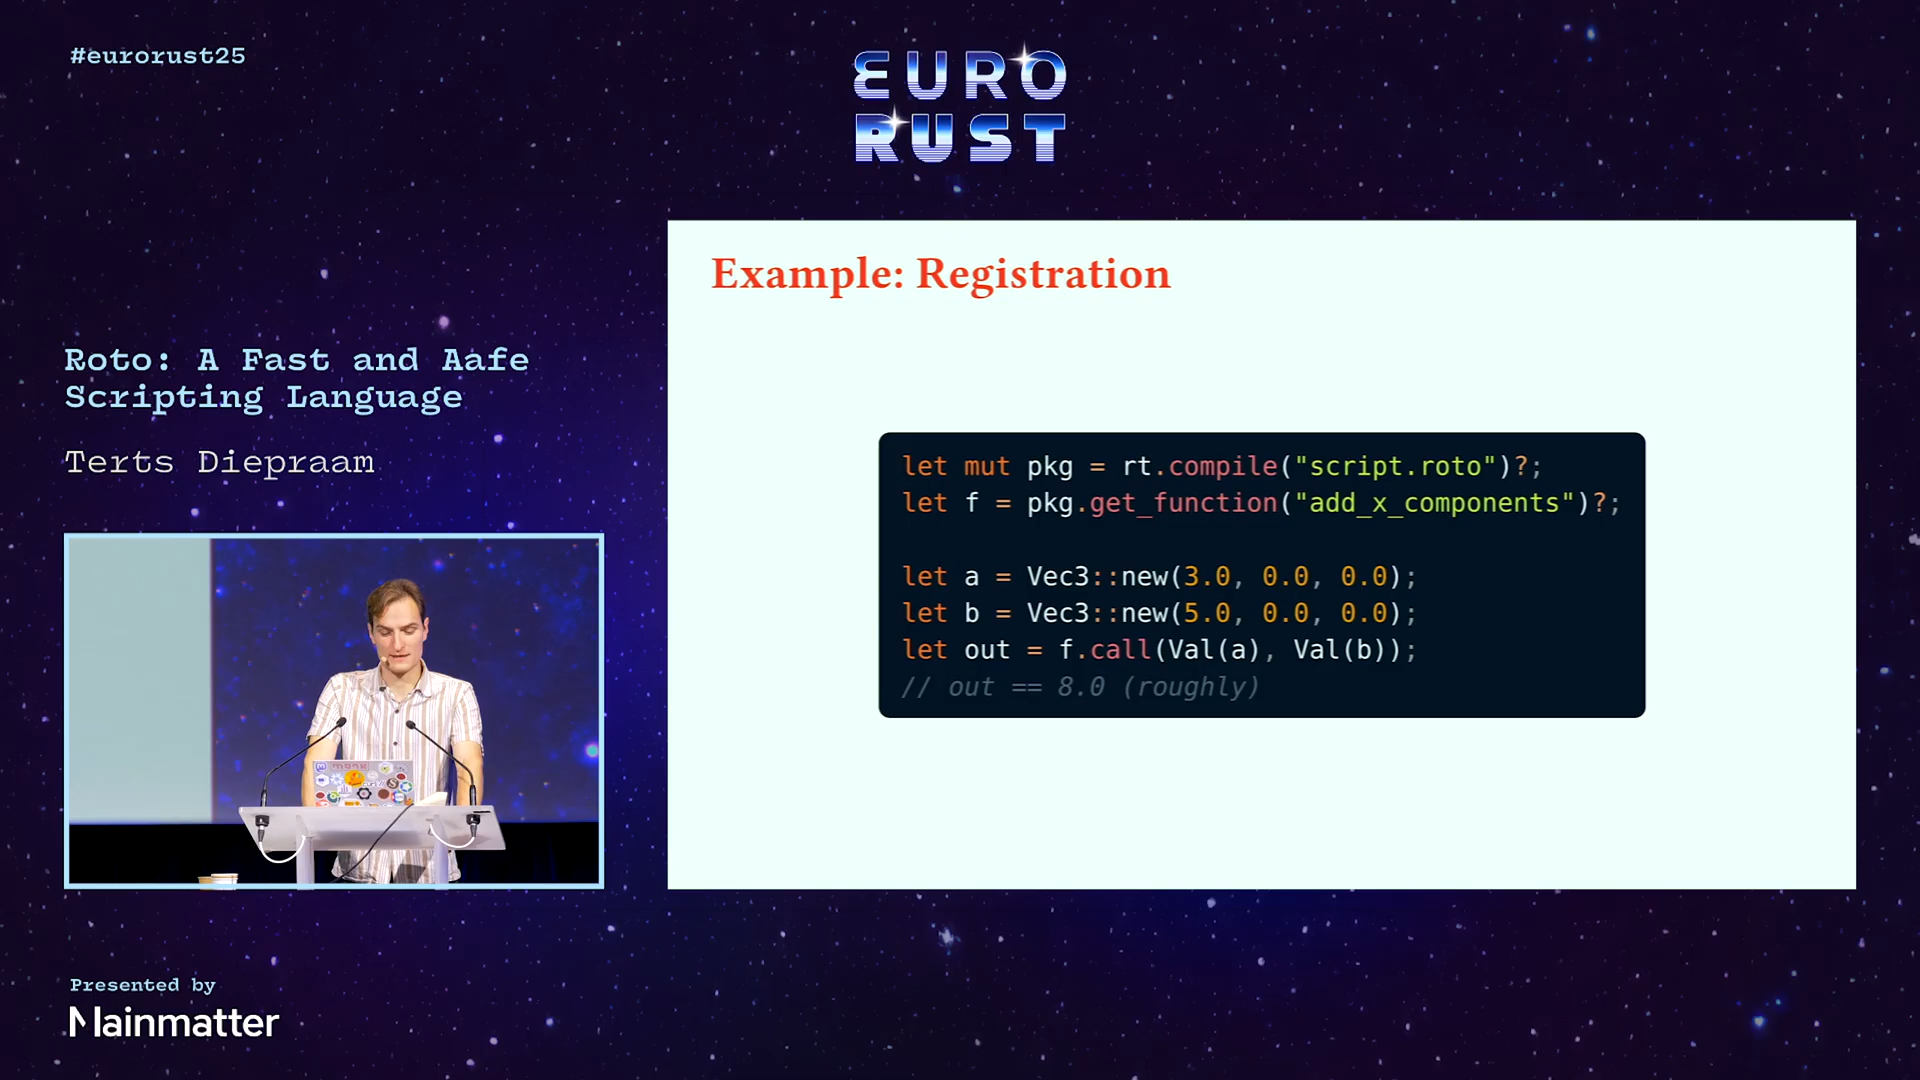 #eurorust25
EURO
RUST
Roto: A Fast and Aafe
Scripting Language
Terts Diepraam
Example: Registration
let mut pkg = rt.compile("script.roto")?;
let f = pkg.get_function("add_x_components")?;
let a = Vec3::new(3.0, 0.0, 0.0);
let b = Vec3::new(5.0, 0.0, 0.0);
let out = f.call(Val(a), Val(b));
// out == 8.0 (roughly)
Presented by
Mainmatter